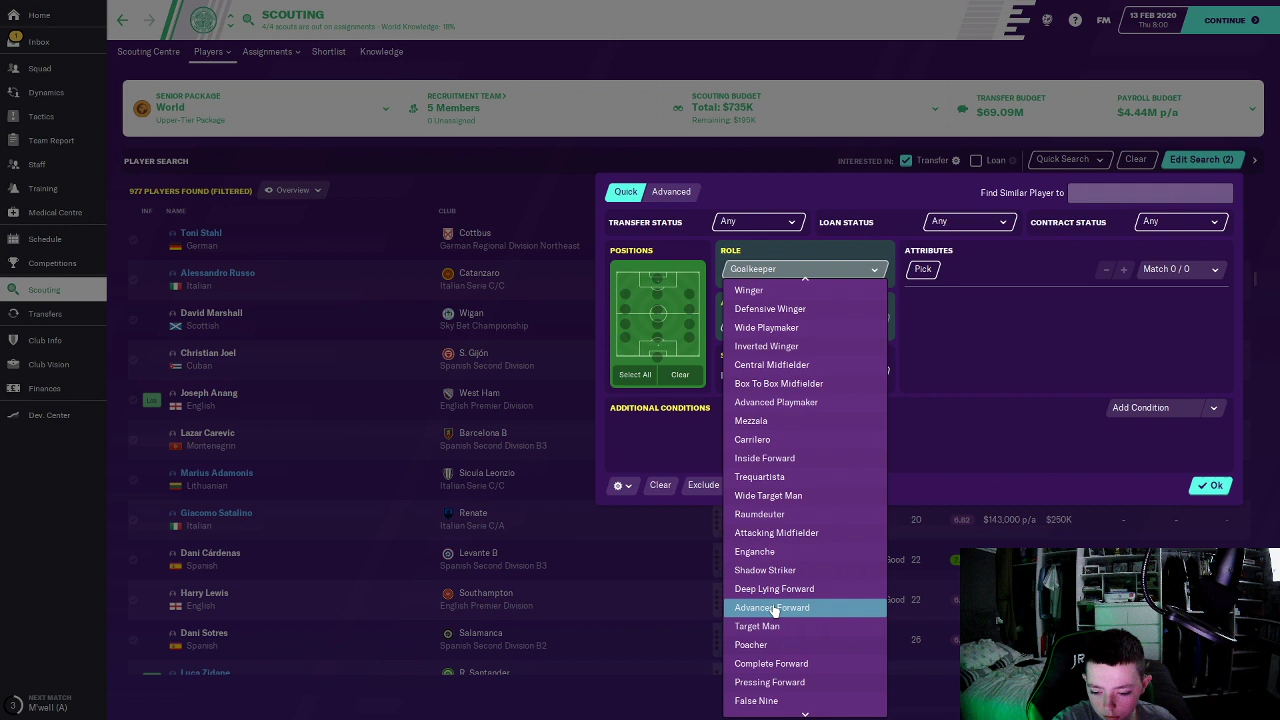 Home
SCOUTING
4/4 scouts are out on assignments - World Knowledge: 18%
FM
13 FEB 2020
Thu 8:00
CONTINUE
1
Inbox
Squad
Dynamics
Tactics
Team Report
Staff
Training
Medical Centre
Schedule
Competitions
Scouting
Transfers
Club Info
Club Vision
Finances
Dev. Center
3
NEXT MATCH
M'well (A)
Scouting Centre
Players
Assignments
Shortlist
Knowledge
SENIOR PACKAGE
World
Upper-Tier Package
RECRUITMENT TEAM >
5 Members
0 Unassigned
SCOUTING BUDGET
Total: $735K
Remaining: $195K
TRANSFER BUDGET
$69.09M
PAYROLL BUDGET
$4.44M p/a
PLAYER SEARCH
INTERESTED IN:
Transfer
Loan
Quick Search
Clear
Edit Search (2)
977 PLAYERS FOUND (FILTERED)
Overview
INF
NAME
CLUB
Toni Stahl
German
Cottbus
German Regional Division Northeast
Alessandro Russo
Italian
Catanzaro
Italian Serie C/C
David Marshall
Scottish
Wigan
Sky Bet Championship
Christian Joel
Cuban
S. Gijón
Spanish Second Division
Loa
Joseph Anang
English
West Ham
English Premier Division
Lazar Carevic
Montenegrin
Barcelona B
Spanish Second Division B3
Marius Adamonis
Lithuanian
Sicula Leonzio
Italian Serie C/C
Giacomo Satalino
Italian
Renate
Italian Serie C/A
20
6.82
$143,000 p/a
$250K
-
-
-
Dani Cárdenas
Spanish
Levante B
Spanish Second Division B3
Good
22
Harry Lewis
English
Southampton
English Premier Division
Good
22
Dani Sotres
Spanish
Salamanca
Spanish Second Division B2
26
Luca Zidane
R. Santander
Quick
Advanced
Find Similar Player to
TRANSFER STATUS
Any
LOAN STATUS
Any
CONTRACT STATUS
Any
POSITIONS
Select All
Clear
ROLE
Goalkeeper
ATTRIBUTES
Pick
Match 0 / 0
ADDITIONAL CONDITIONS
Add Condition
Clear
Exclude
Ok
Winger
Defensive Winger
Wide Playmaker
Inverted Winger
Central Midfielder
Box To Box Midfielder
Advanced Playmaker
Mezzala
Carrilero
Inside Forward
Trequartista
Wide Target Man
Raumdeuter
Attacking Midfielder
Enganche
Shadow Striker
Deep Lying Forward
Advanced Forward
Target Man
Poacher
Complete Forward
Pressing Forward
False Nine